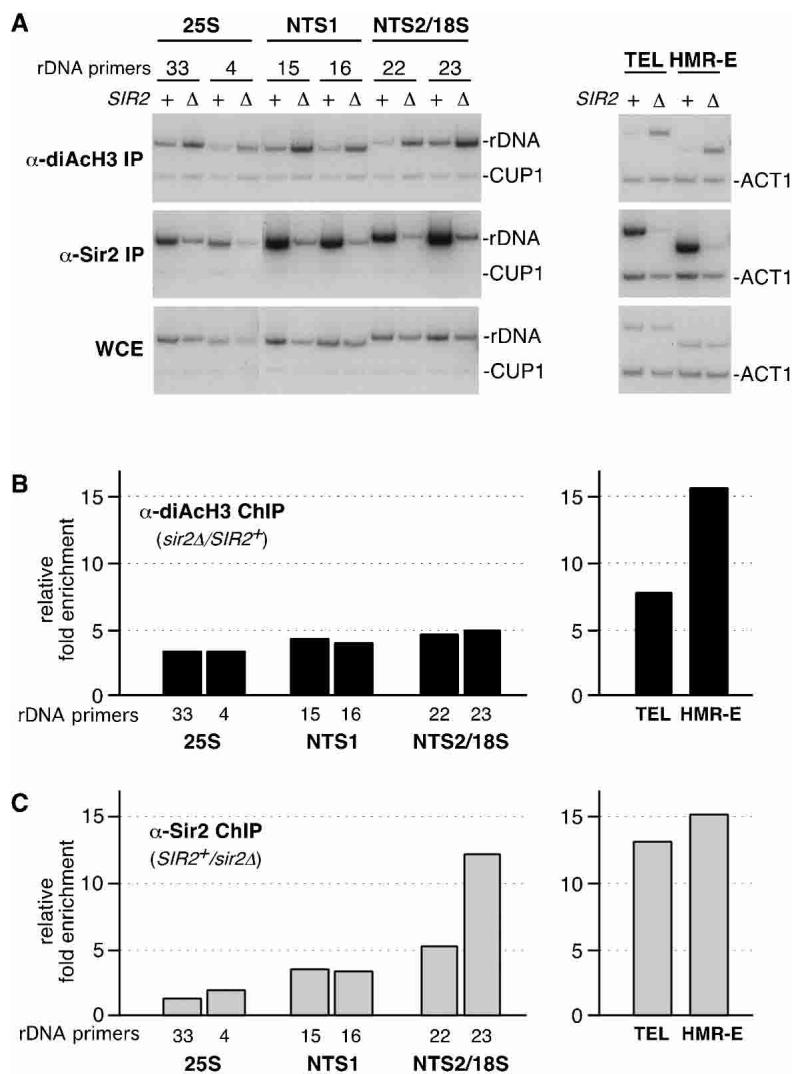 A
25S NTS1 NTS2/18S
rDNA primers 33 4 15 16 22 23 TEL HMR-E
SIR2 + Δ + Δ + Δ + Δ + Δ + Δ SIR2 + Δ + Δ
α-diAcH3 IP -rDNA
-CUP1 -ACT1
α-Sir2 IP -rDNA
-CUP1 -ACT1
WCE -rDNA
-CUP1 -ACT1
B
α-diAcH3 ChIP
(sir2Δ/SIR2+)
relative
fold enrichment
15 15
10 10
5 5
0 0
rDNA primers 33 4 15 16 22 23 TEL HMR-E
25S NTS1 NTS2/18S
C
α-Sir2 ChIP
(SIR2+/sir2Δ)
relative
fold enrichment
15 15
10 10
5 5
0 0
rDNA primers 33 4 15 16 22 23 TEL HMR-E
25S NTS1 NTS2/18S